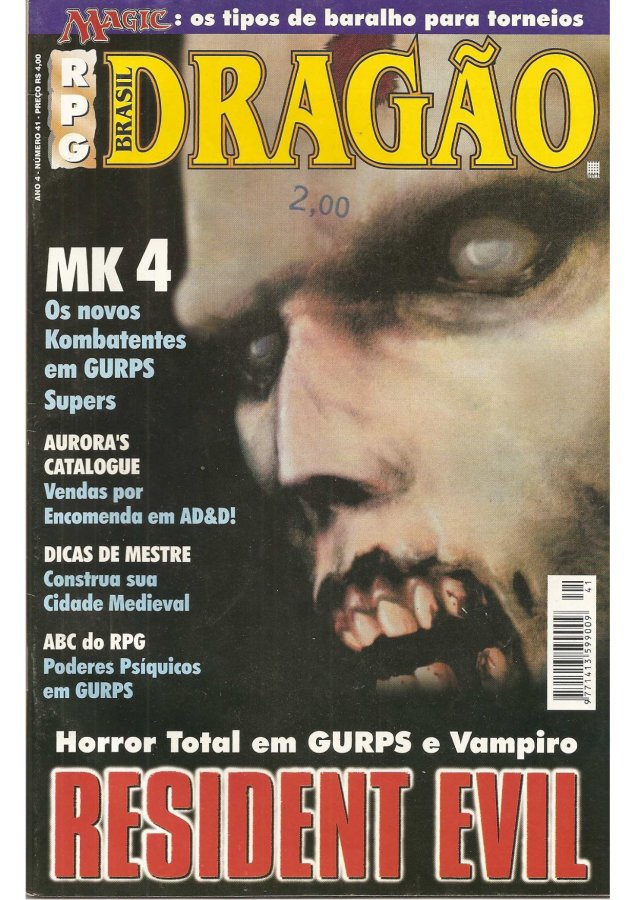 MAGIC: os tipos de baralho para torneios
ANO 4 - NÚMERO 41 - PREÇO R$ 4,00
RPG
BRASIL
DRAGÃO
2,00
MK 4
Os novos
Kombatentes
em GURPS
Supers
AURORA'S
CATALOGUE
Vendas por
Encomenda em AD&D!
DICAS DE MESTRE
Construa sua
Cidade Medieval
ABC do RPG
Poderes Psíquicos
em GURPS
41
9771413599009
Horror Total em GURPS e Vampiro
RESIDENT EVIL